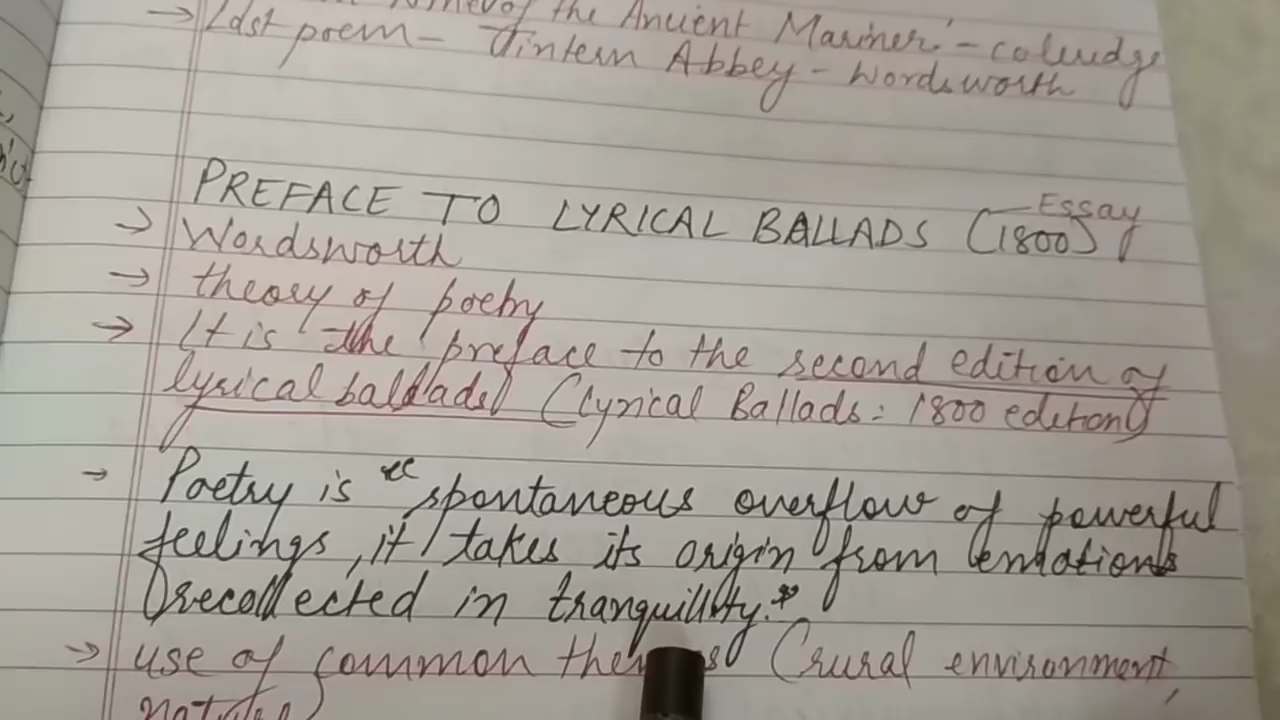 of the Ancient Mariner' - coleridge
→ Last poem - Tintern Abbey - Wordsworth
PREFACE TO LYRICAL BALLADS (1800) - Essay
→ Wordsworth
→ theory of poetry
→ It is the preface to the second edition of
lyrical ballads (Lyrical Ballads: 1800 edition)
→ Poetry is "spontaneous overflow of powerful
feelings, it takes its origin from emotions
recollected in tranquillity."
→ use of common themes (rural environment,